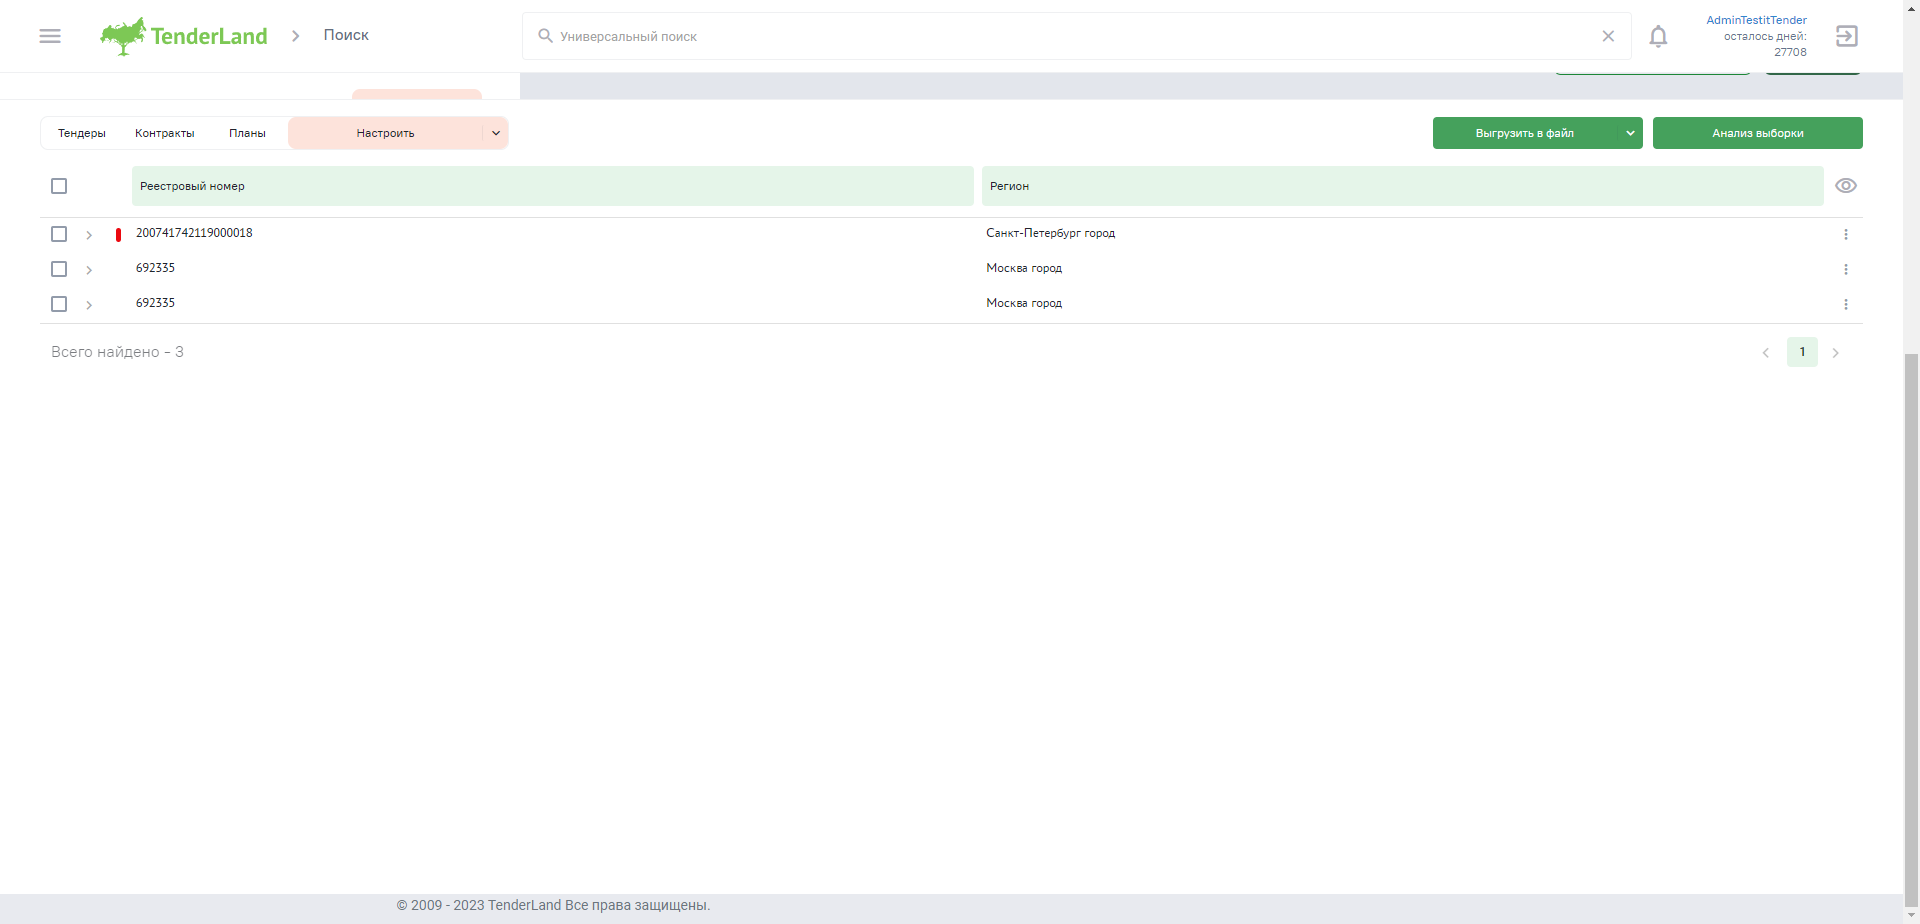 TenderLand
Поиск
Универсальный поиск
AdminTestitTender
осталось дней:
27708
Тендеры
Контракты
Планы
Настроить
Выгрузить в файл
Анализ выборки
Реестровый номер
Регион
200741742119000018
Санкт-Петербург город
692335
Москва город
692335
Москва город
Всего найдено - 3
1
© 2009 - 2023 TenderLand Все права защищены.